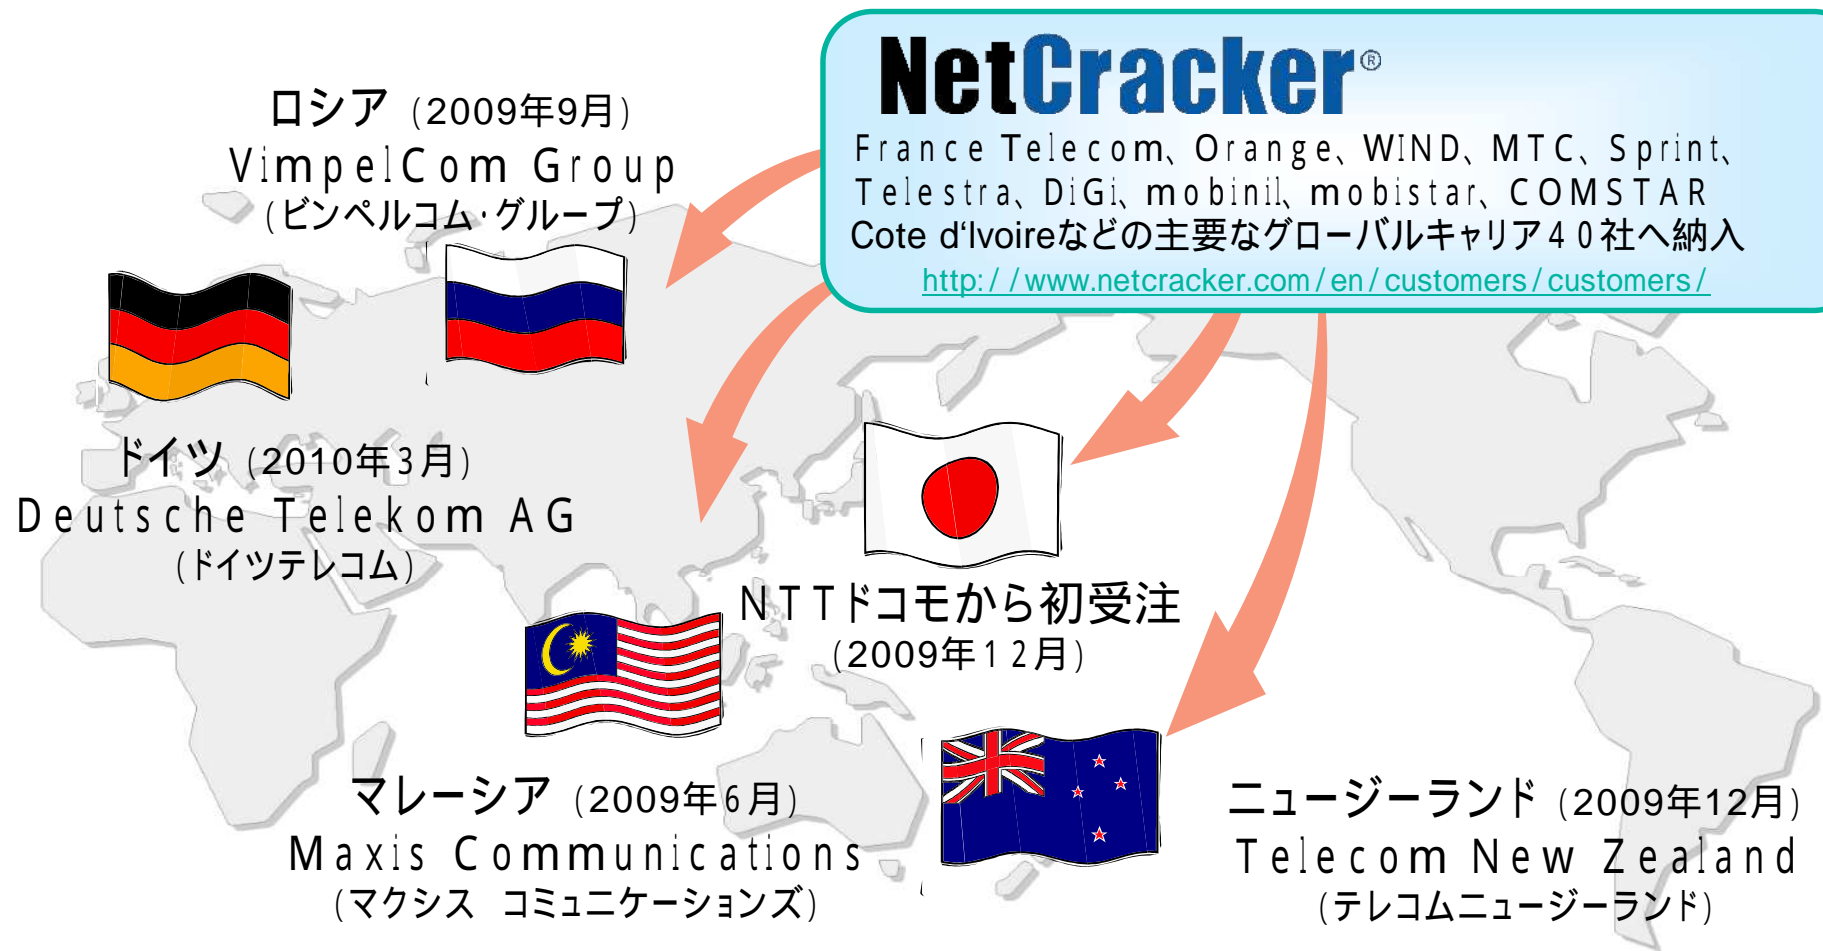 NetCracker®
France Telecom、Orange、WIND、MTC、Sprint、
Telestra、DiGi、mobinil、mobistar、COMSTAR
Cote d‘Ivoireなどの主要なグローバルキャリア40社へ納入
http://www.netcracker.com/en/customers/customers/
ロシア (2009年9月)
VimpelCom Group
(ビンペルコム・グループ)
ドイツ (2010年3月)
Deutsche Telekom AG
(ドイツテレコム)
NTTドコモから初受注
(2009年12月)
マレーシア (2009年6月)
Maxis Communications
(マクシス コミュニケーションズ)
ニュージーランド (2009年12月)
Telecom New Zealand
(テレコムニュージーランド)